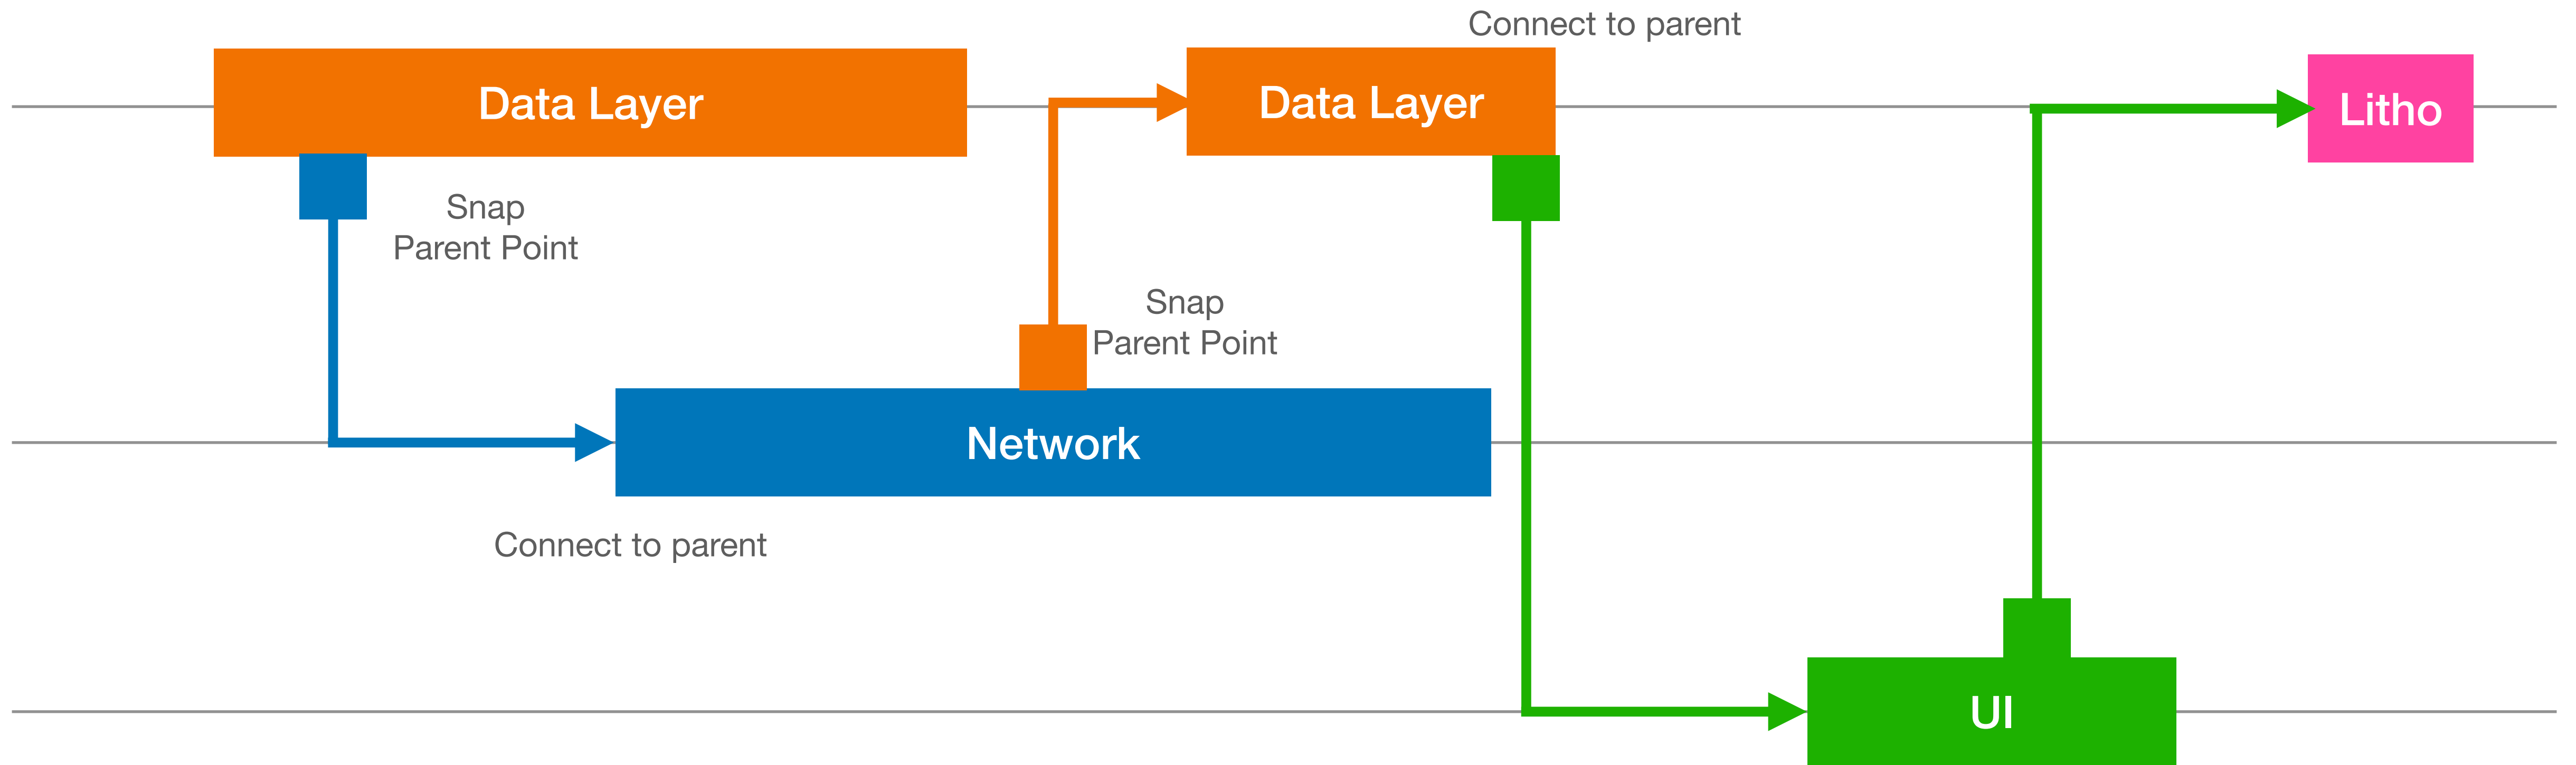 Connect to parent
Data Layer
Data Layer
Litho
Snap
Parent Point
Snap
Parent Point
Network
Connect to parent
UI